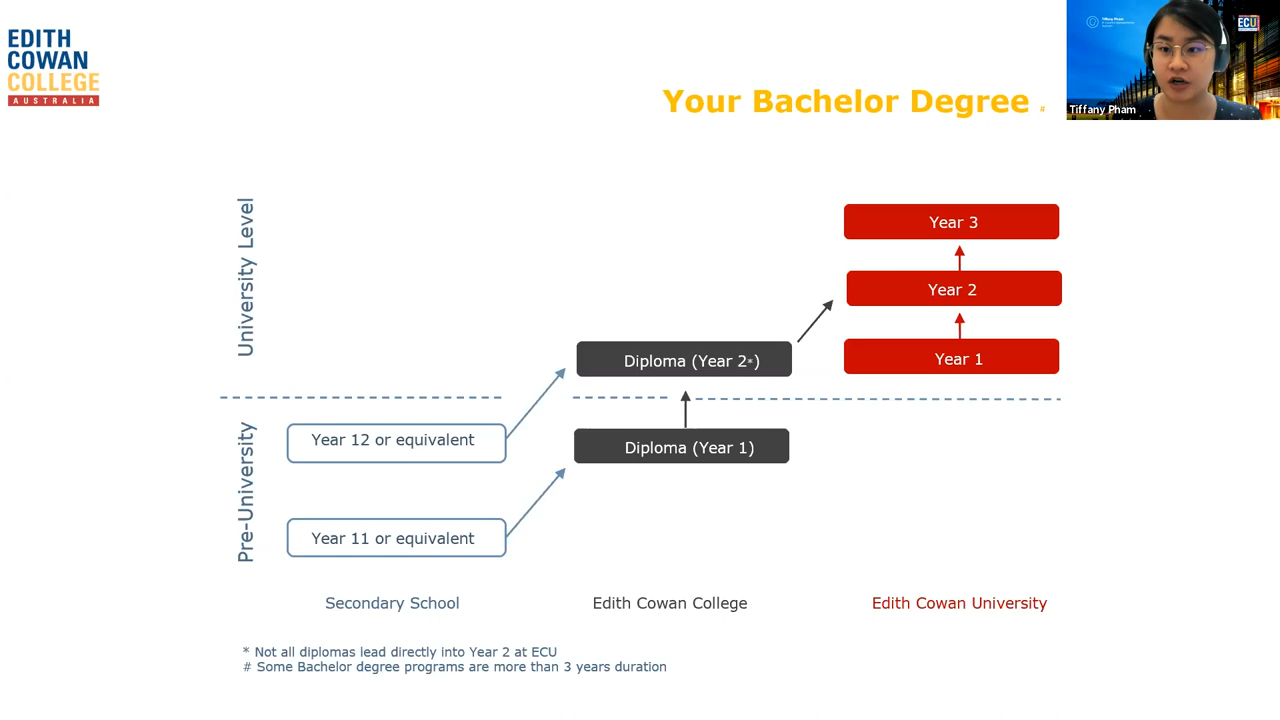 EDITH
COWAN
COLLEGE
AUSTRALIA
Your Bachelor Degree #
Tiffany Pham
ECU
Tiffany Pham
University Level
Pre-University
Year 3
Year 2
Year 1
Diploma (Year 2*)
Diploma (Year 1)
Year 12 or equivalent
Year 11 or equivalent
Secondary School
Edith Cowan College
Edith Cowan University
* Not all diplomas lead directly into Year 2 at ECU
# Some Bachelor degree programs are more than 3 years duration